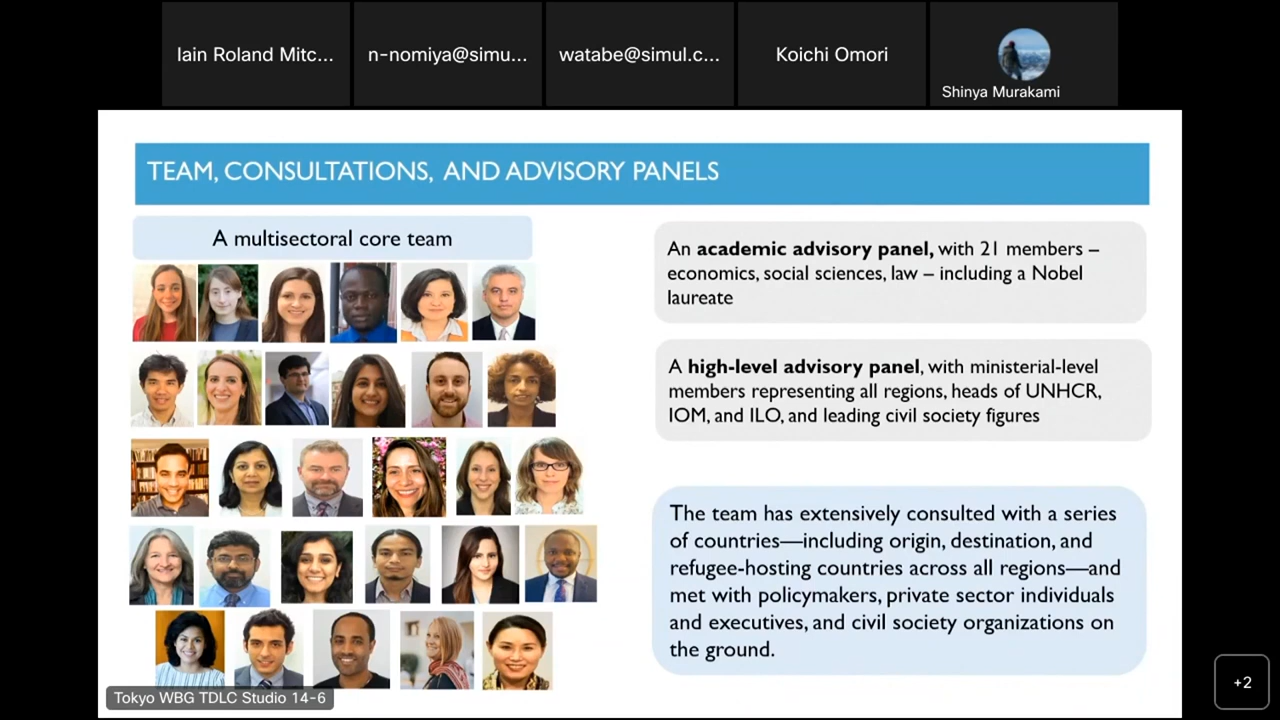 Iain Roland Mitc...
n-nomiya@simu...
watabe@simul.c...
Koichi Omori
Shinya Murakami
TEAM, CONSULTATIONS, AND ADVISORY PANELS
A multisectoral core team
An academic advisory panel, with 21 members –
economics, social sciences, law – including a Nobel
laureate
A high-level advisory panel, with ministerial-level
members representing all regions, heads of UNHCR,
IOM, and ILO, and leading civil society figures
The team has extensively consulted with a series
of countries—including origin, destination, and
refugee-hosting countries across all regions—and
met with policymakers, private sector individuals
and executives, and civil society organizations on
the ground.
Tokyo WBG TDLC Studio 14-6
+2